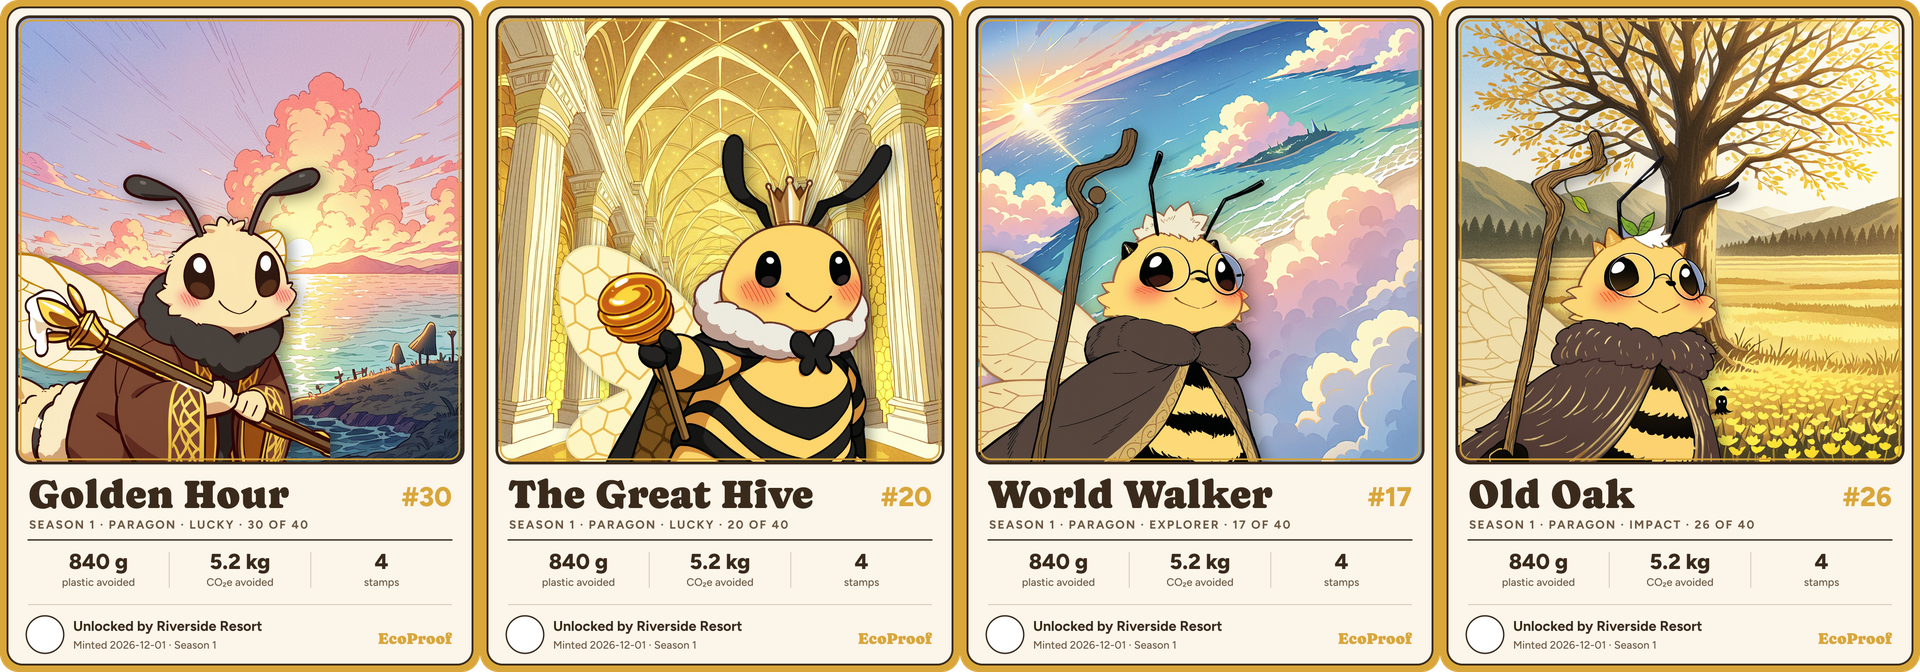 Golden Hour #30
SEASON 1 · PARAGON · LUCKY · 30 OF 40
840 g 5.2 kg 4
plastic avoided CO₂e avoided stamps
Unlocked by Riverside Resort
Minted 2026-12-01 · Season 1
EcoProof
The Great Hive #20
SEASON 1 · PARAGON · LUCKY · 20 OF 40
840 g 5.2 kg 4
plastic avoided CO₂e avoided stamps
Unlocked by Riverside Resort
Minted 2026-12-01 · Season 1
EcoProof
World Walker #17
SEASON 1 · PARAGON · EXPLORER · 17 OF 40
840 g 5.2 kg 4
plastic avoided CO₂e avoided stamps
Unlocked by Riverside Resort
Minted 2026-12-01 · Season 1
EcoProof
Old Oak #26
SEASON 1 · PARAGON · IMPACT · 26 OF 40
840 g 5.2 kg 4
plastic avoided CO₂e avoided stamps
Unlocked by Riverside Resort
Minted 2026-12-01 · Season 1
EcoProof